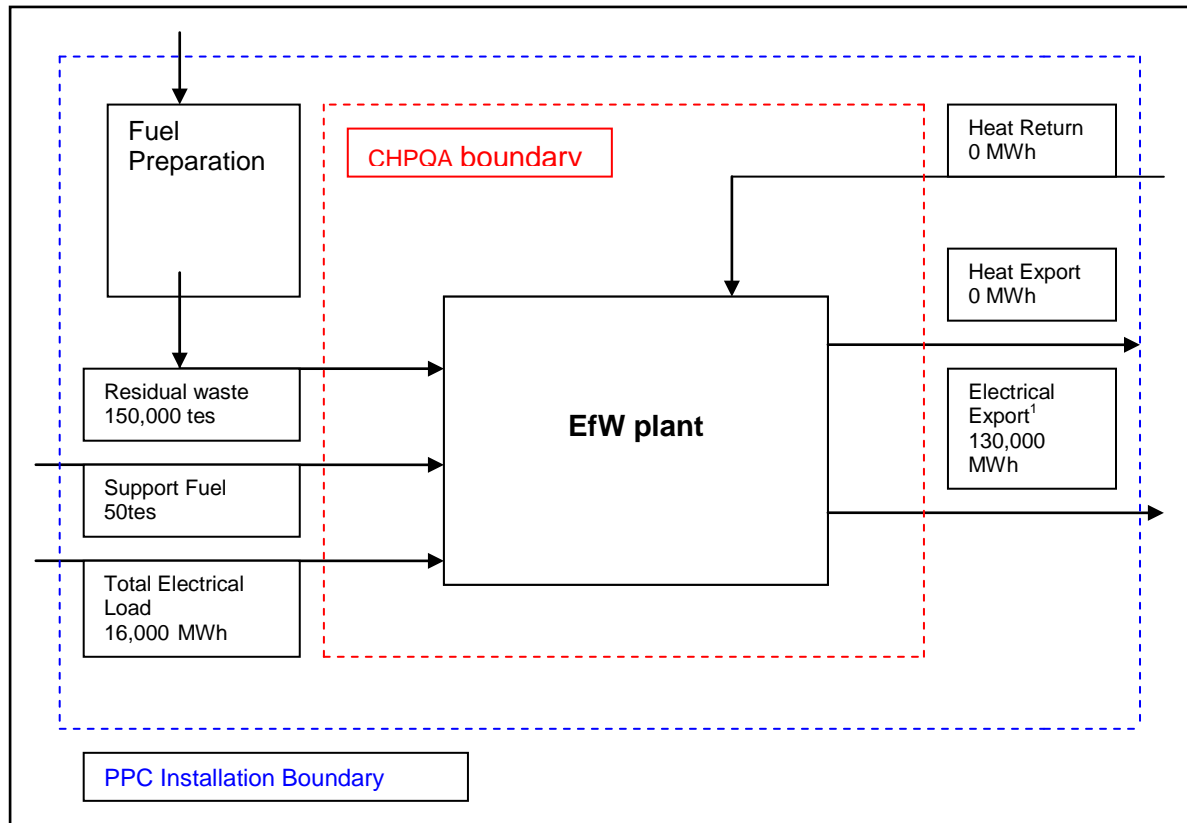 Fuel
Preparation
CHPQA boundary
Heat Return
0 MWh
Heat Export
0 MWh
Residual waste
150,000 tes
EfW plant
Electrical
Export¹
130,000
MWh
Support Fuel
50tes
Total Electrical
Load
16,000 MWh
PPC Installation Boundary